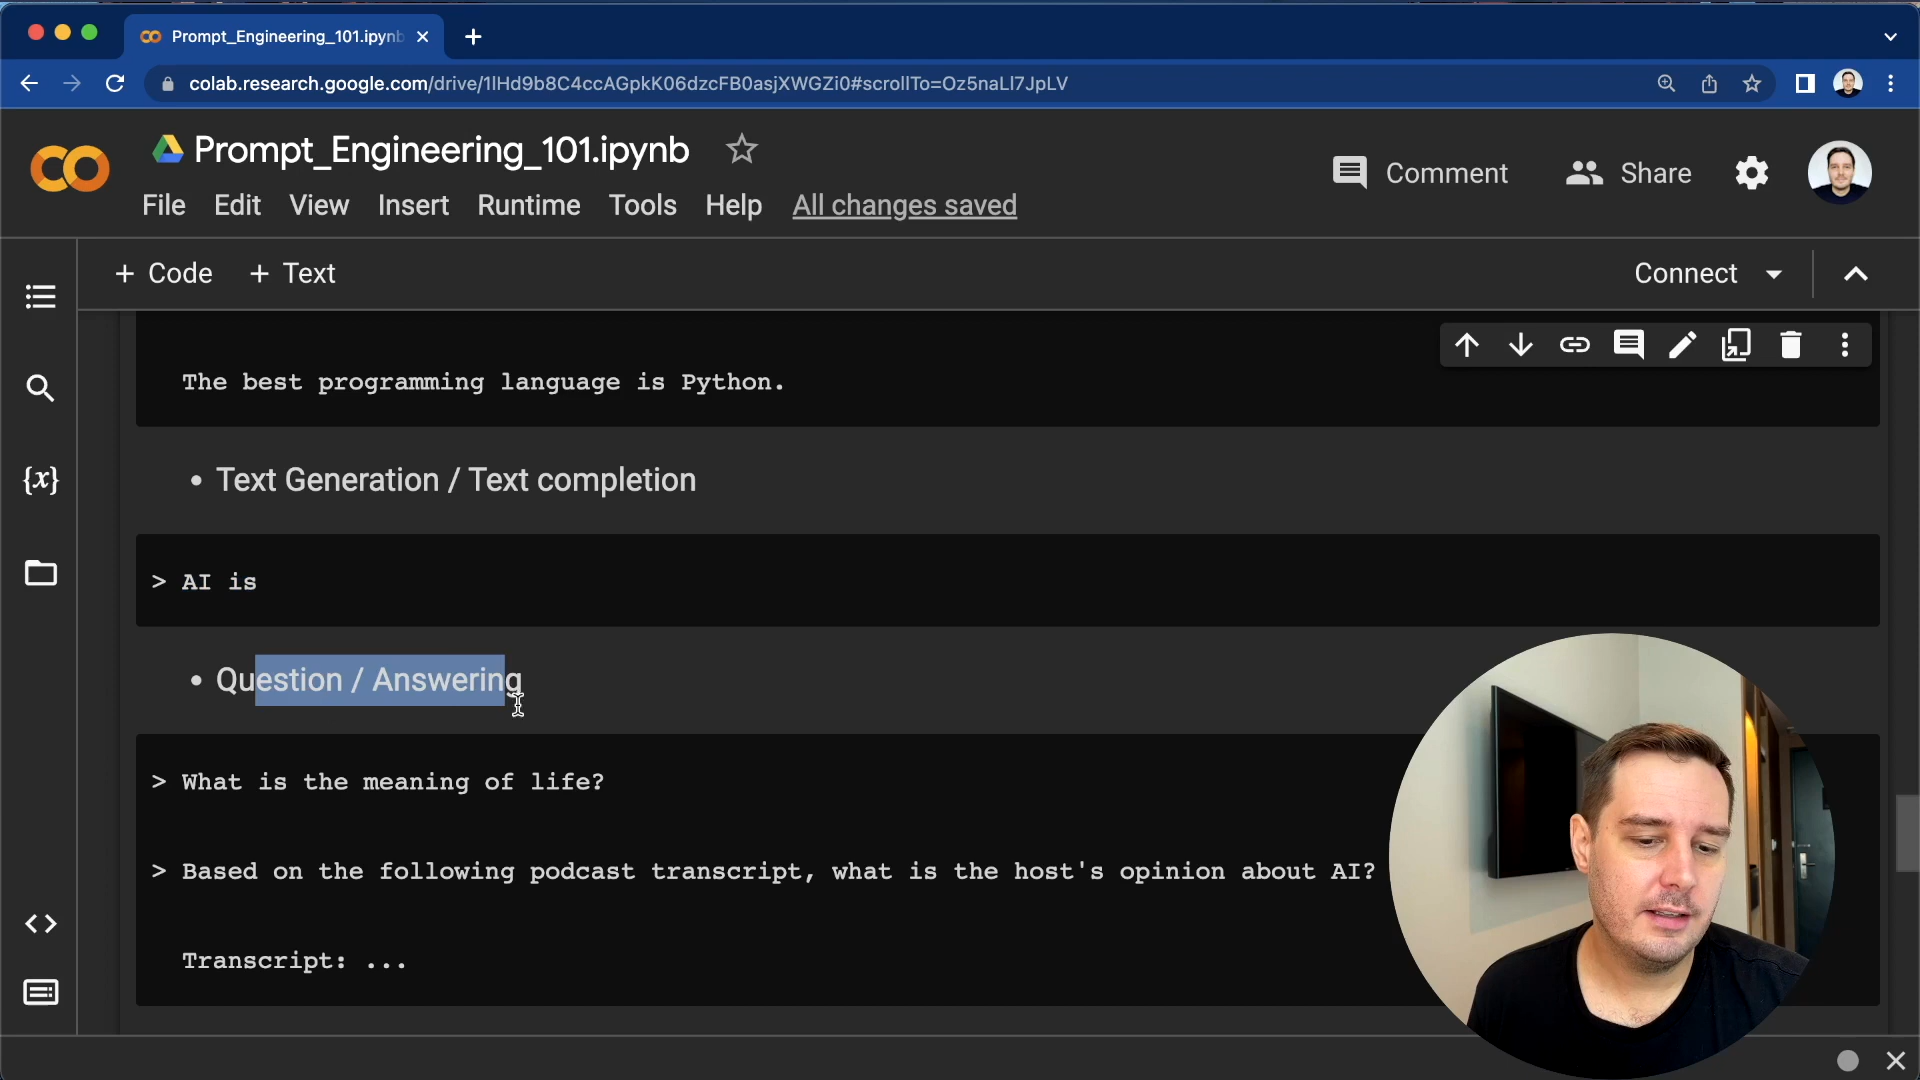 Prompt_Engineering_101.ipynb
colab.research.google.com/drive/1lHd9b8C4ccAGpkK06dzcFB0asjXWGZi0#scrollTo=Oz5naLl7JpLV
Prompt_Engineering_101.ipynb
Comment
Share
File Edit View Insert Runtime Tools Help All changes saved
+ Code + Text
Connect
The best programming language is Python.
• Text Generation / Text completion
> AI is
• Question / Answering
> What is the meaning of life?
> Based on the following podcast transcript, what is the host's opinion about AI?
Transcript: ...